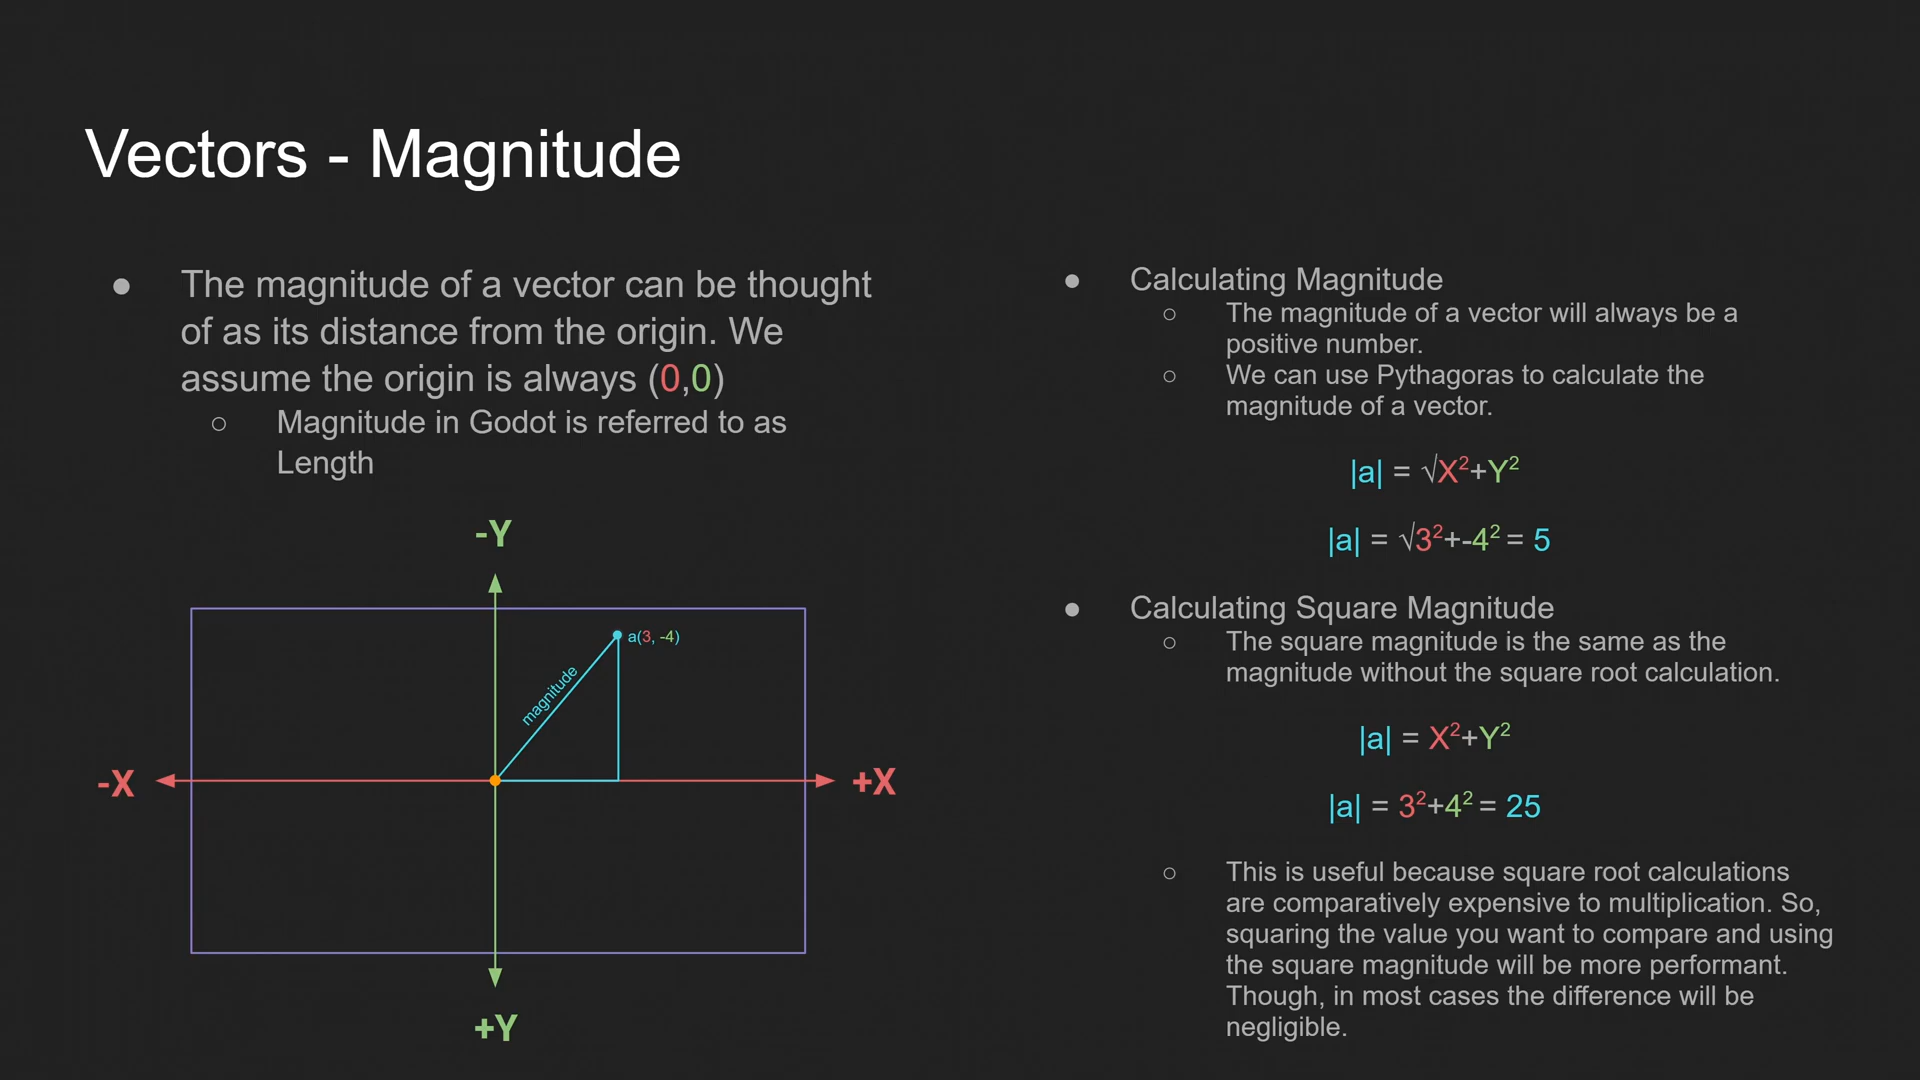 Vectors - Magnitude
● The magnitude of a vector can be thought
of as its distance from the origin. We
assume the origin is always (0,0)
○ Magnitude in Godot is referred to as
Length
-Y
a(3, -4)
magnitude
-X
+X
+Y
● Calculating Magnitude
○ The magnitude of a vector will always be a
positive number.
○ We can use Pythagoras to calculate the
magnitude of a vector.
|a| = √X²+Y²
|a| = √3²+-4² = 5
● Calculating Square Magnitude
○ The square magnitude is the same as the
magnitude without the square root calculation.
|a| = X²+Y²
|a| = 3²+4² = 25
○ This is useful because square root calculations
are comparatively expensive to multiplication. So,
squaring the value you want to compare and using
the square magnitude will be more performant.
Though, in most cases the difference will be
negligible.